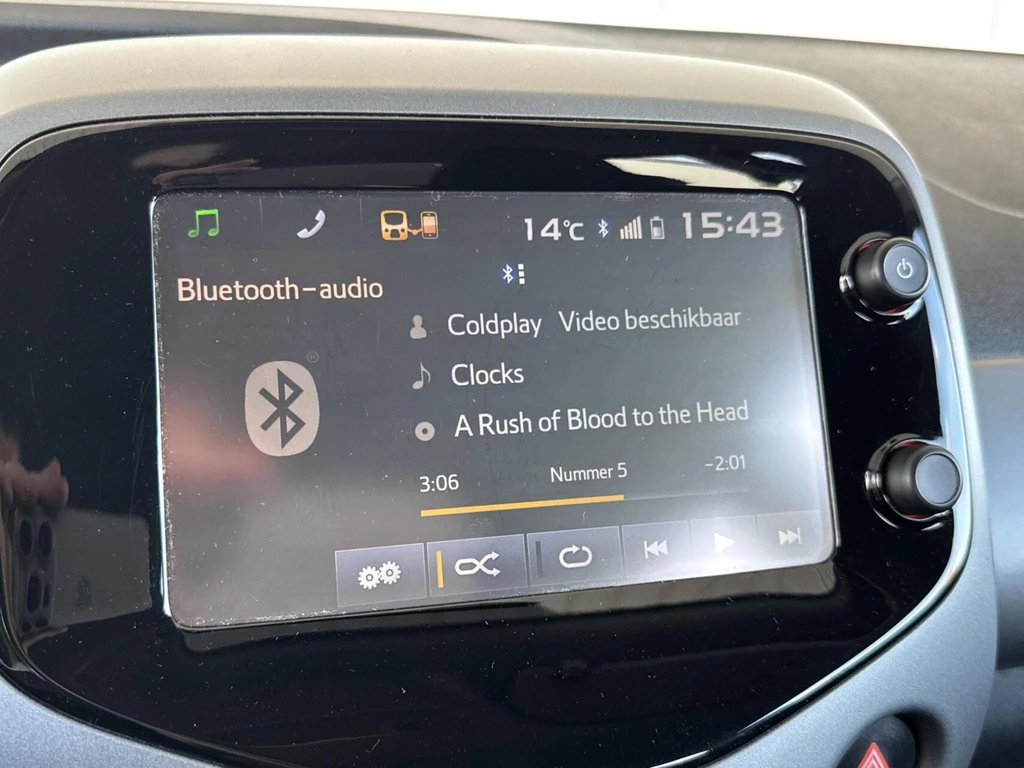 14°C 15:43
Bluetooth-audio
Coldplay Video beschikbaar
Clocks
A Rush of Blood to the Head
3:06 Nummer 5 -2:01